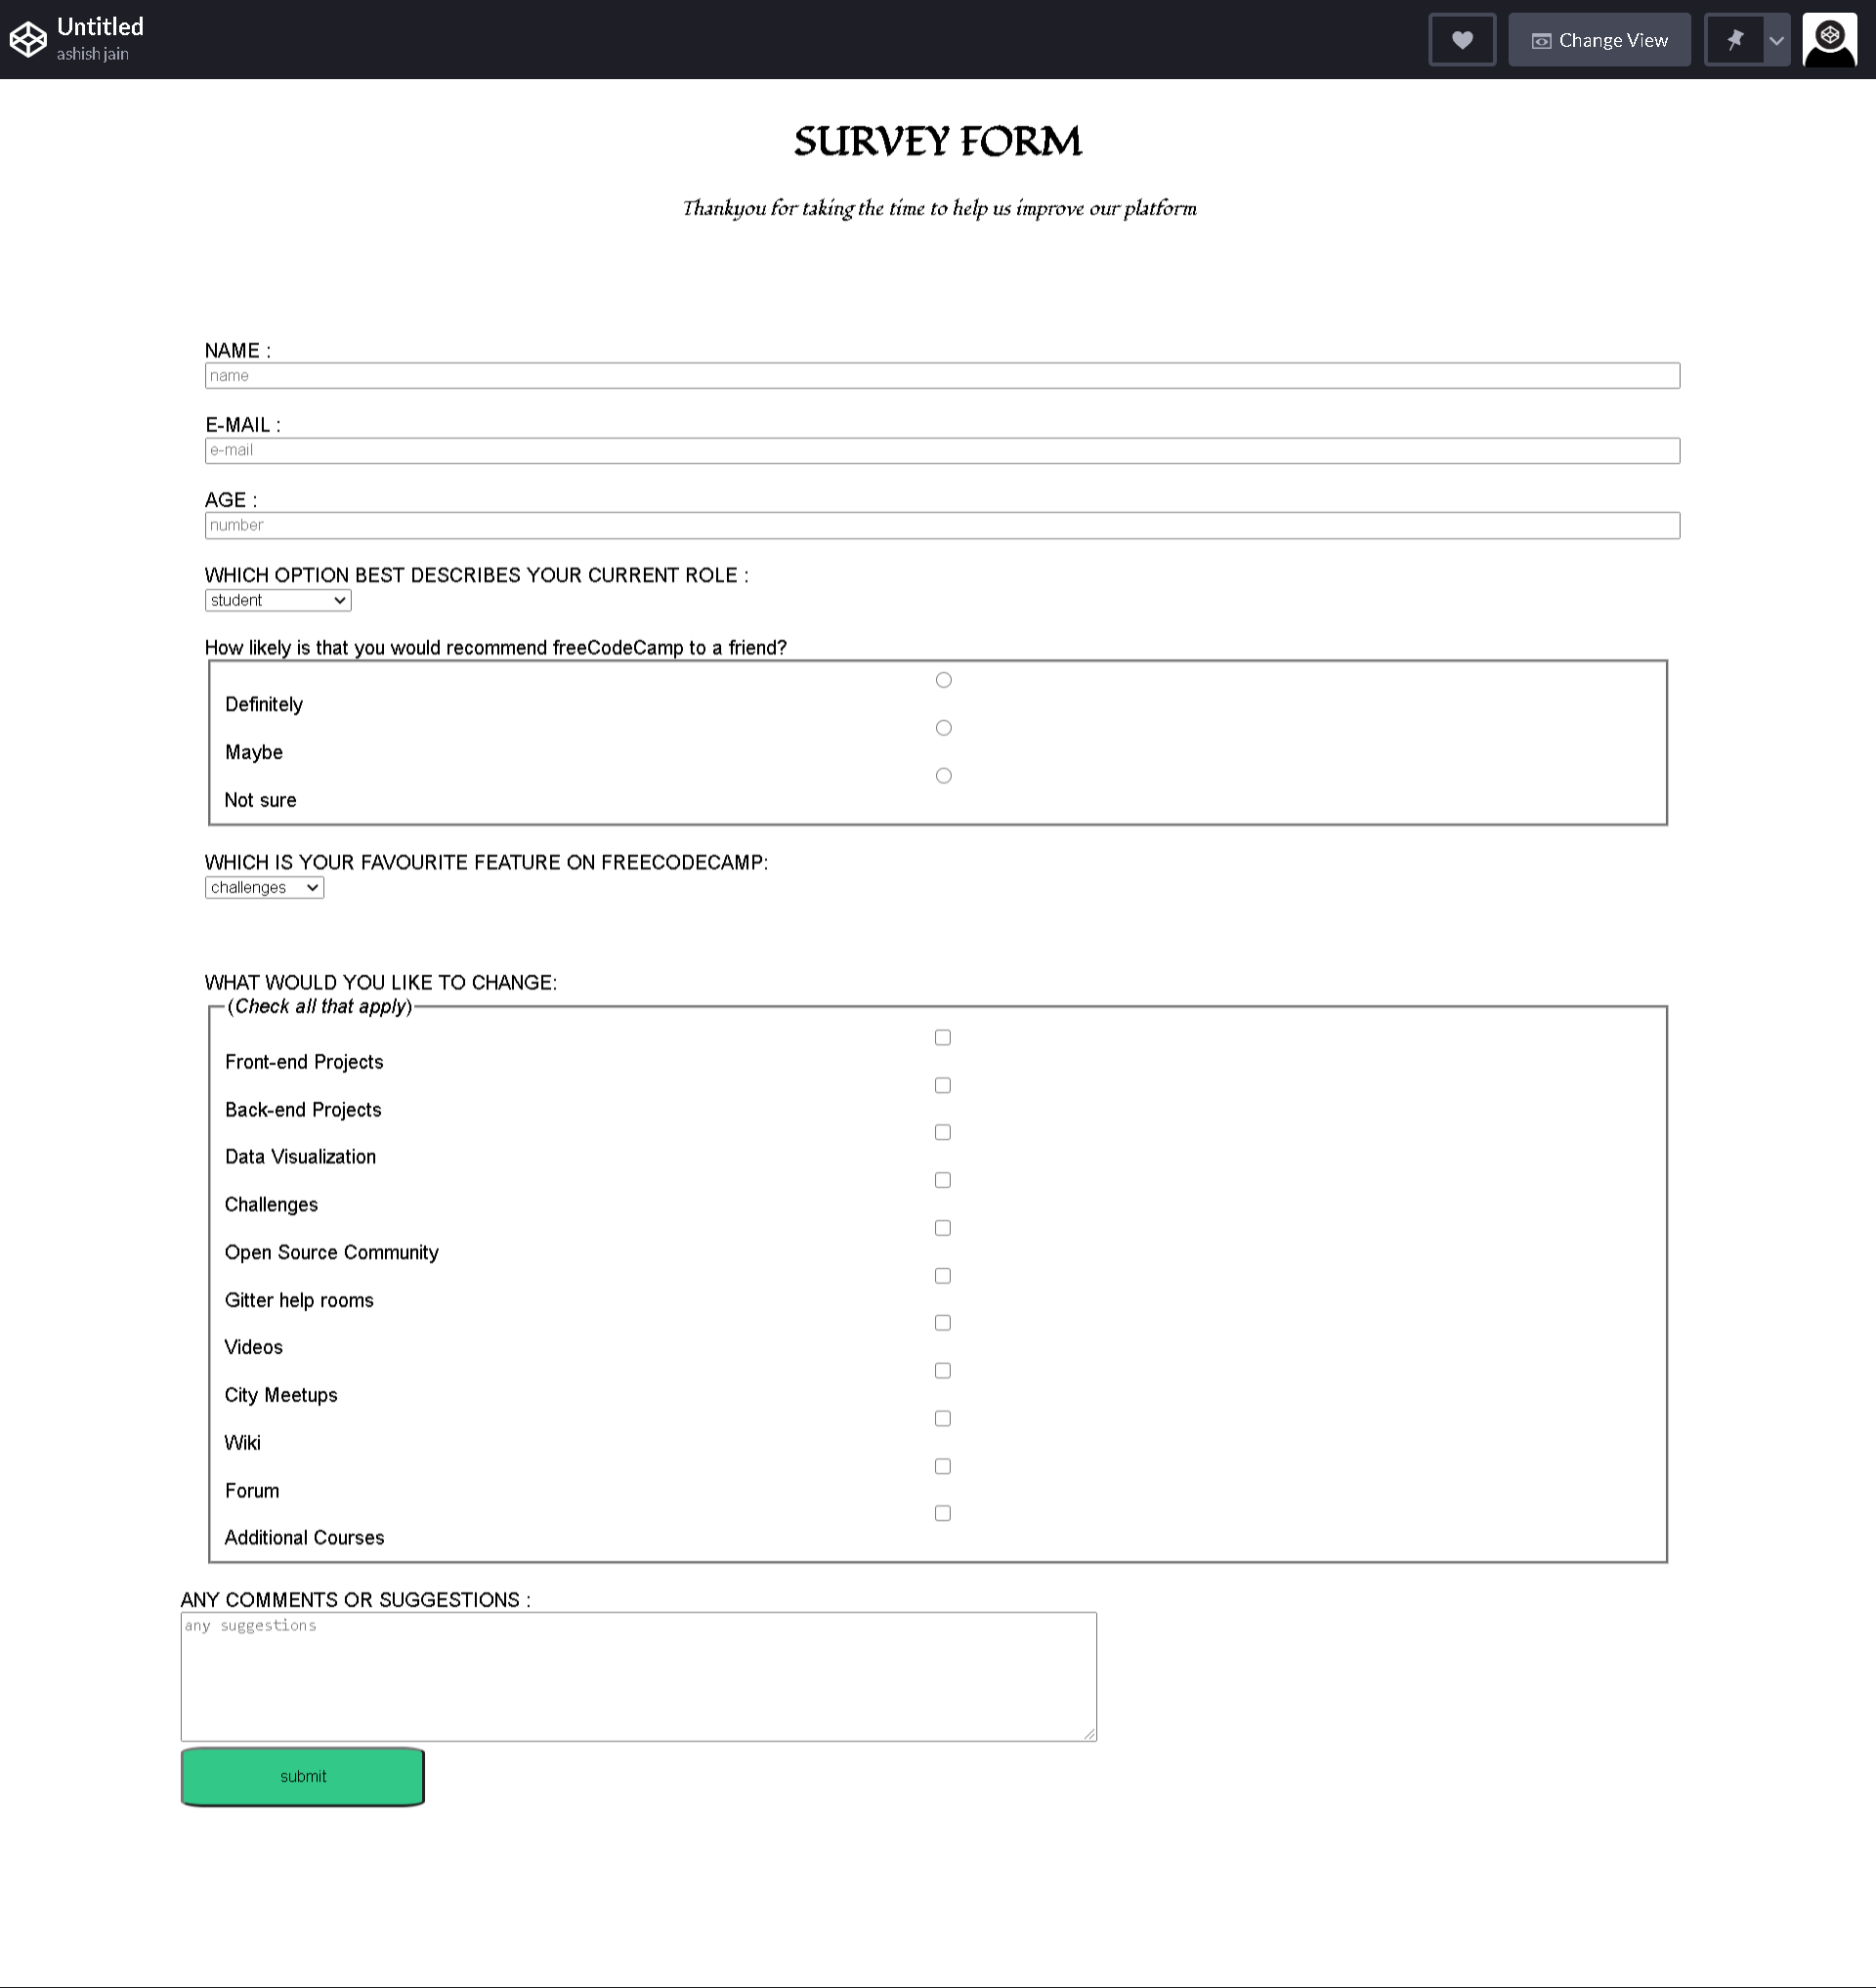 Untitled
ashish jain
Change View
SURVEY FORM
Thankyou for taking the time to help us improve our platform
NAME :
name
E-MAIL :
e-mail
AGE :
number
WHICH OPTION BEST DESCRIBES YOUR CURRENT ROLE :
student
How likely is that you would recommend freeCodeCamp to a friend?
Definitely
Maybe
Not sure
WHICH IS YOUR FAVOURITE FEATURE ON FREECODECAMP:
challenges
WHAT WOULD YOU LIKE TO CHANGE:
(Check all that apply)
Front-end Projects
Back-end Projects
Data Visualization
Challenges
Open Source Community
Gitter help rooms
Videos
City Meetups
Wiki
Forum
Additional Courses
ANY COMMENTS OR SUGGESTIONS :
any suggestions
submit